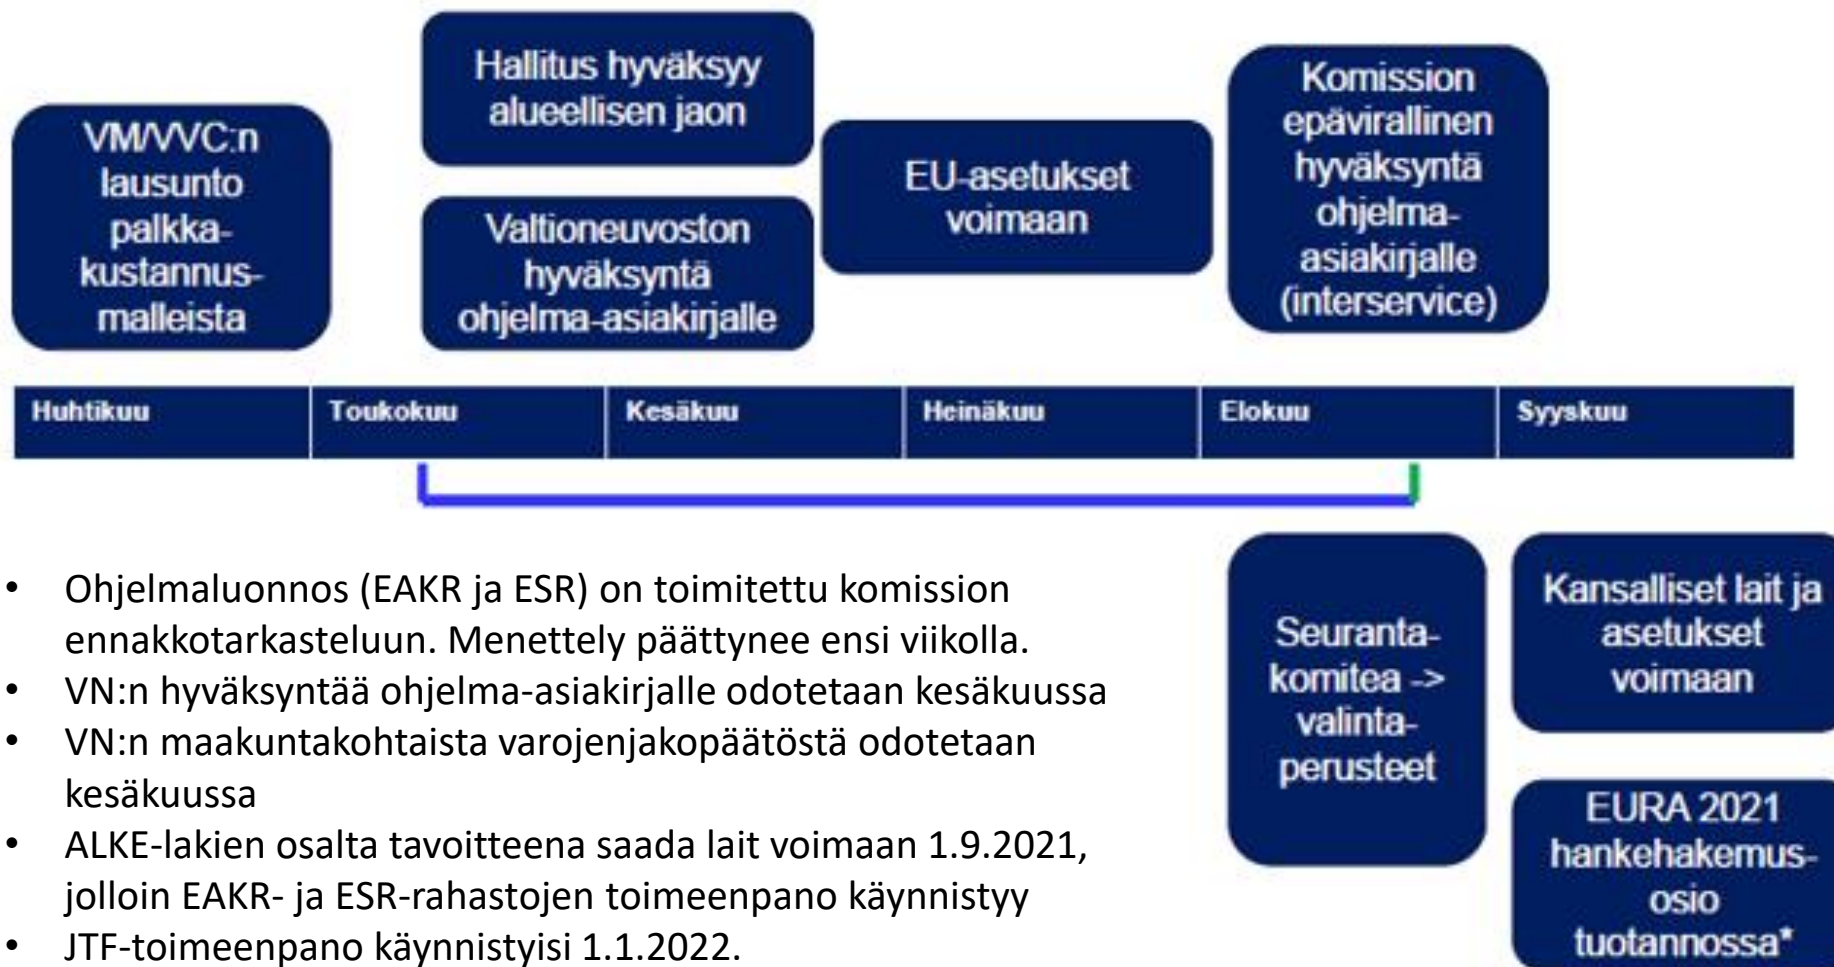 VM/VVC:n
lausunto
palkka-
kustannus-
malleista
Hallitus hyväksyy
alueellisen jaon
Valtioneuvoston
hyväksyntä
ohjelma-asiakirjalle
EU-asetukset
voimaan
Komission
epävirallinen
hyväksyntä
ohjelma-
asiakirjalle
(interservice)
Huhtikuu
Toukokuu
Kesäkuu
Heinäkuu
Elokuu
Syyskuu
• Ohjelmaluonnos (EAKR ja ESR) on toimitettu komission
ennakkotarkasteluun. Menettely päättynee ensi viikolla.
• VN:n hyväksyntää ohjelma-asiakirjalle odotetaan kesäkuussa
• VN:n maakuntakohtaista varojenjakopäätöstä odotetaan
kesäkuussa
• ALKE-lakien osalta tavoitteena saada lait voimaan 1.9.2021,
jolloin EAKR- ja ESR-rahastojen toimeenpano käynnistyy
• JTF-toimeenpano käynnistyisi 1.1.2022.
Seuranta-
komitea ->
valinta-
perusteet
Kansalliset lait ja
asetukset
voimaan
EURA 2021
hankehakemus-
osio
tuotannossa*